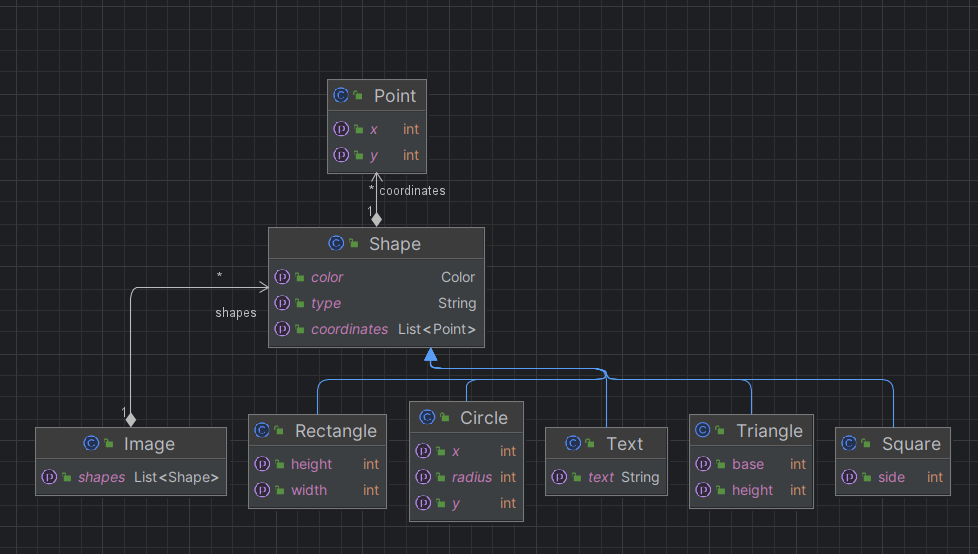 Point
x int
y int
* coordinates
1
Shape
color Color
type String
coordinates List<Point>
*
shapes
1
Image
shapes List<Shape>
Rectangle
height int
width int
Circle
x int
radius int
y int
Text
text String
Triangle
base int
height int
Square
side int